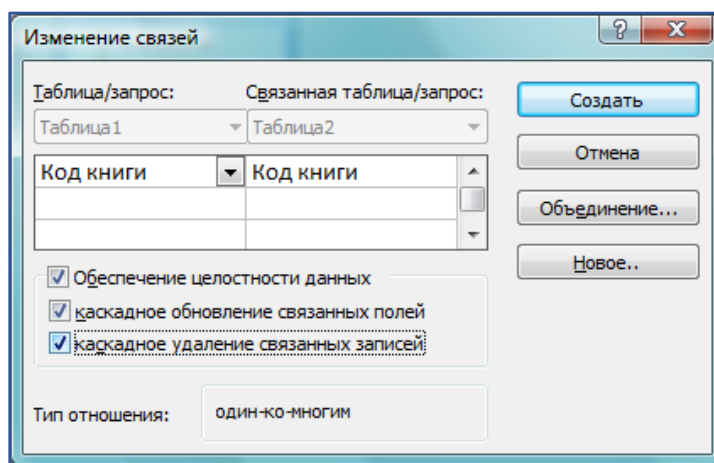 Изменение связей
Таблица/запрос: Связанная таблица/запрос:
Таблица1 Таблица2
Код книги Код книги
Обеспечение целостности данных
каскадное обновление связанных полей
каскадное удаление связанных записей
Тип отношения: один-ко-многим
Создать
Отмена
Объединение...
Новое..